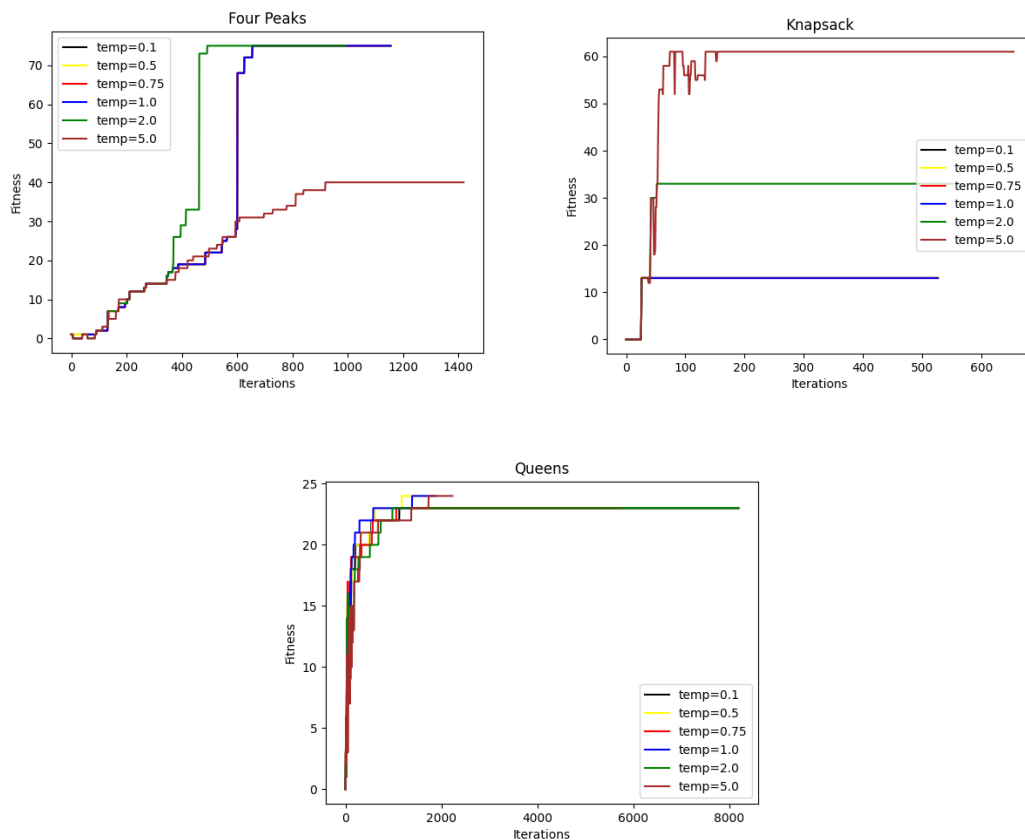 Four Peaks
70
60
50
40
30
20
10
0
Fitness
temp=0.1
temp=0.5
temp=0.75
temp=1.0
temp=2.0
temp=5.0
0 200 400 600 800 1000 1200 1400
Iterations
Knapsack
60
50
40
30
20
10
0
Fitness
temp=0.1
temp=0.5
temp=0.75
temp=1.0
temp=2.0
temp=5.0
0 100 200 300 400 500 600
Iterations
Queens
25
20
15
10
5
0
Fitness
temp=0.1
temp=0.5
temp=0.75
temp=1.0
temp=2.0
temp=5.0
0 2000 4000 6000 8000
Iterations